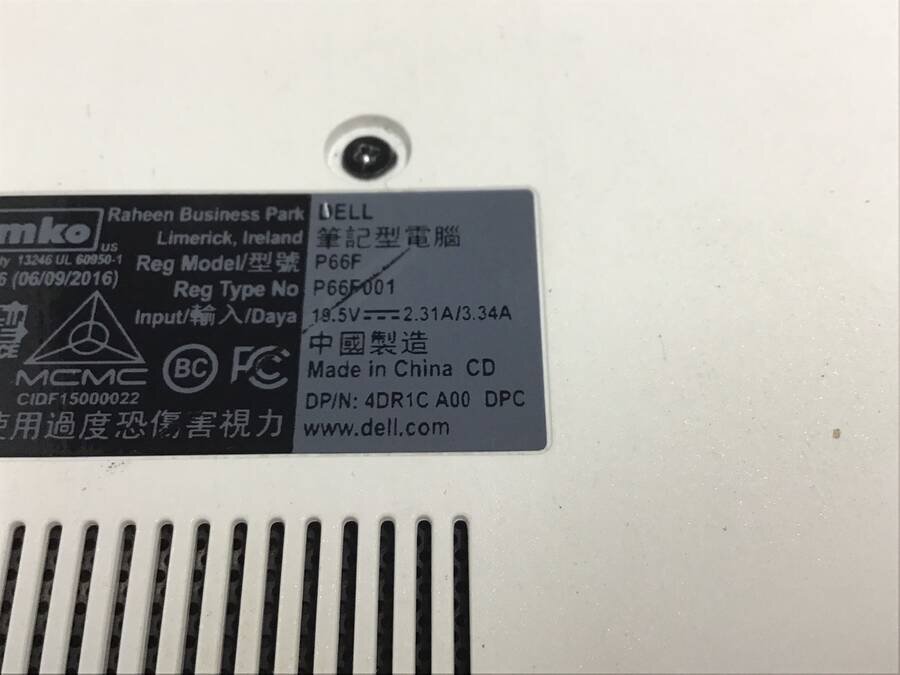 Raheen Business Park DELL
mko US Limerick, Ireland 筆記型電腦
13246 UL 60950-1
(06/09/2016) Reg Model/型號 P66F
Reg Type No P66F001
Input/輸入/Daya 19.5V 2.31A/3.34A
中國製造
MCMC BC FC Made in China CD
CIDF15000022 DP/N: 4DR1C A00 DPC
使用過度恐傷害視力 www.dell.com